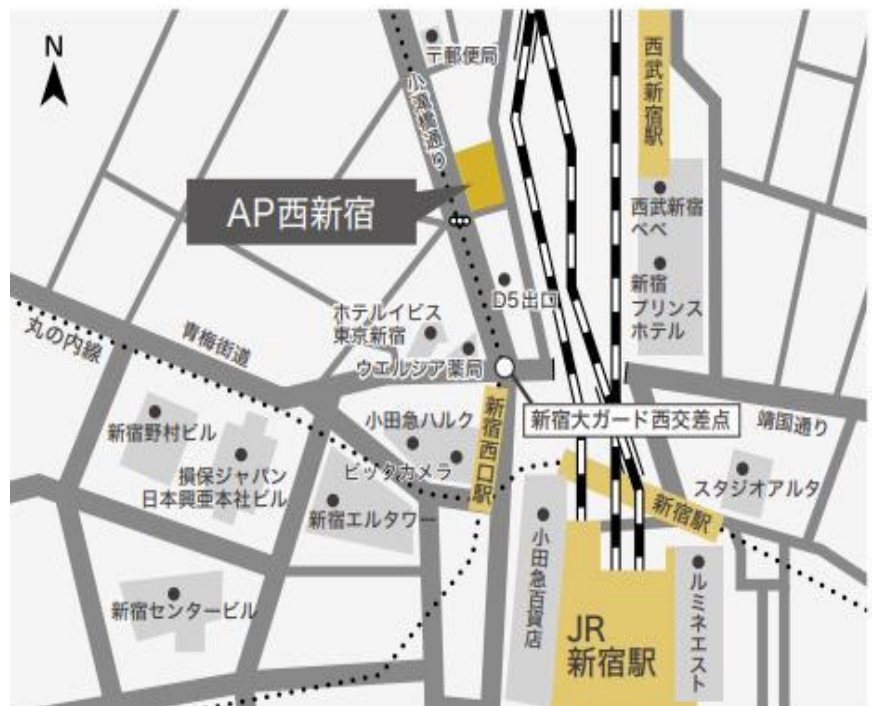 N
〒郵便局
小滝橋通り
西武新宿駅
AP西新宿
西武新宿
ペペ
新宿
プリンス
ホテル
D5出口
ホテルイビス
東京新宿
ウエルシア薬局
丸の内線
青梅街道
新宿大ガード西交差点
靖国通り
新宿西口駅
小田急ハルク
ビックカメラ
新宿野村ビル
損保ジャパン
日本興亜本社ビル
新宿エルタワー
新宿駅
スタジオアルタ
小田急百貨店
新宿センタービル
JR
新宿駅
ルミネエスト